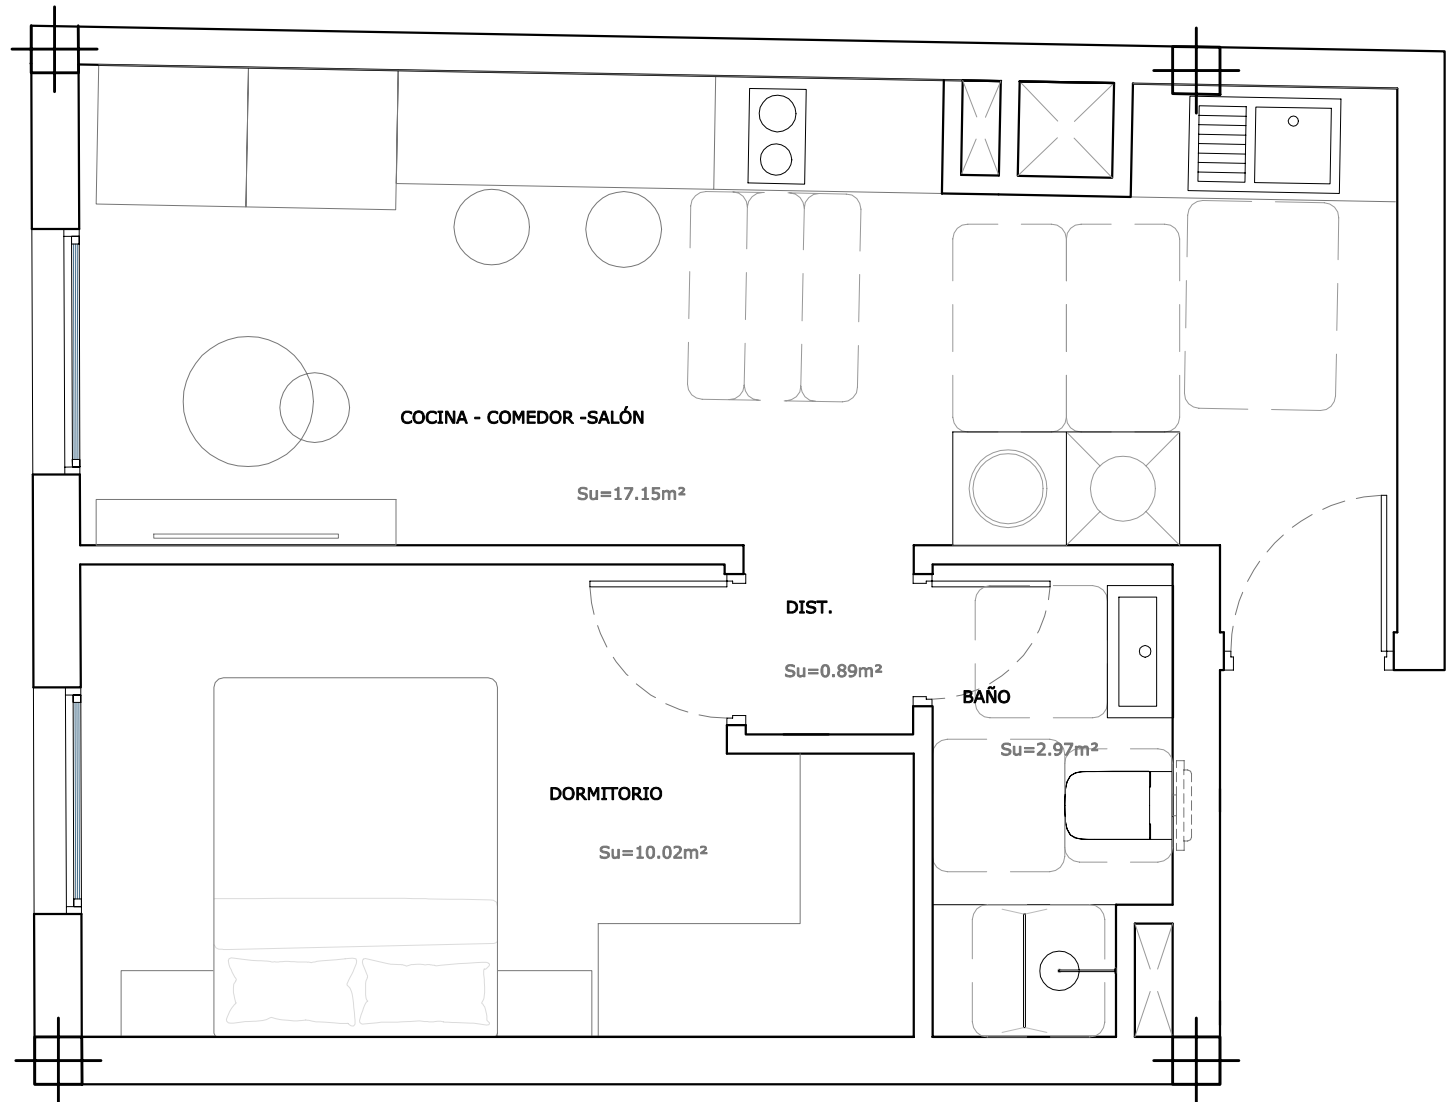 COCINA - COMEDOR -SALÓN
Su=17.15m²
DIST.
Su=0.89m²
BAÑO
Su=2.97m²
DORMITORIO
Su=10.02m²